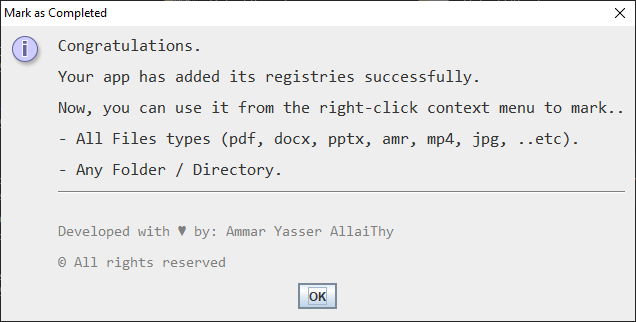 Mark as Completed
Congratulations.
Your app has added its registries successfully.
Now, you can use it from the right-click context menu to mark..
- All Files types (pdf, docx, pptx, amr, mp4, jpg, ..etc).
- Any Folder / Directory.
Developed with ♥ by: Ammar Yasser AllaiThy
© All rights reserved
OK